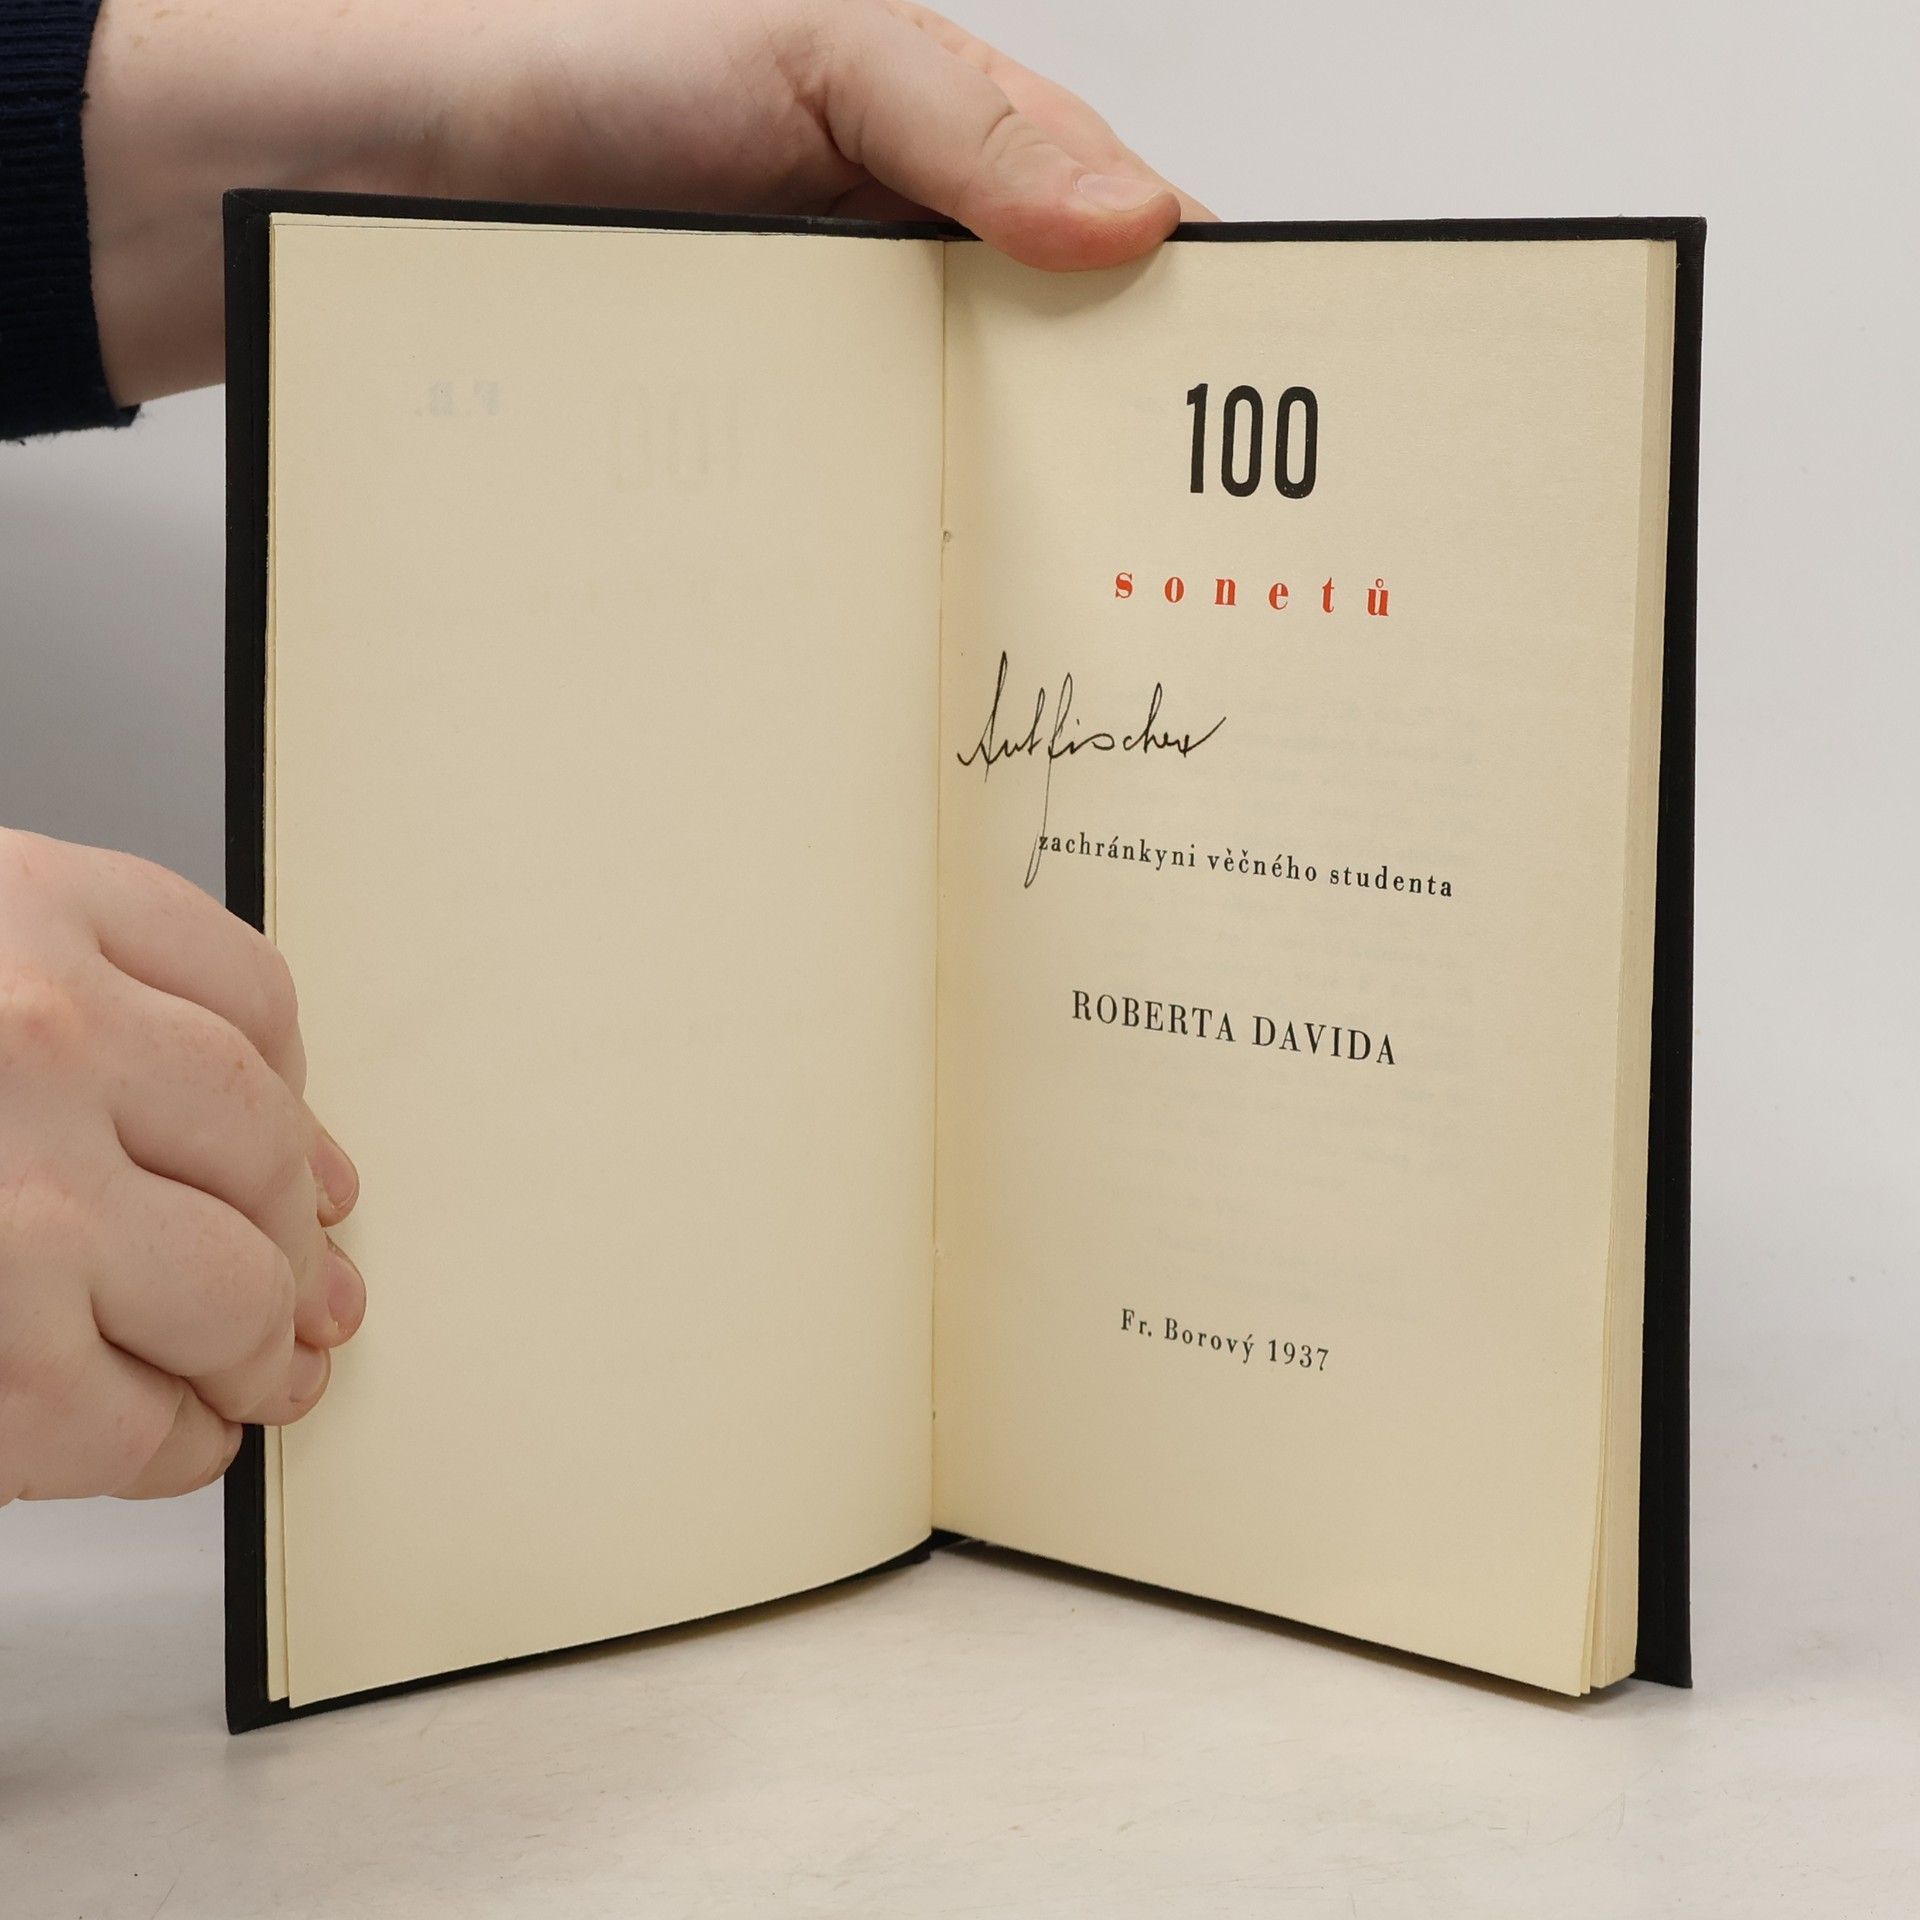 100
sonetů
Ant fischer
zachránkyni věčného studenta
ROBERTA DAVIDA
Fr. Borový 1937